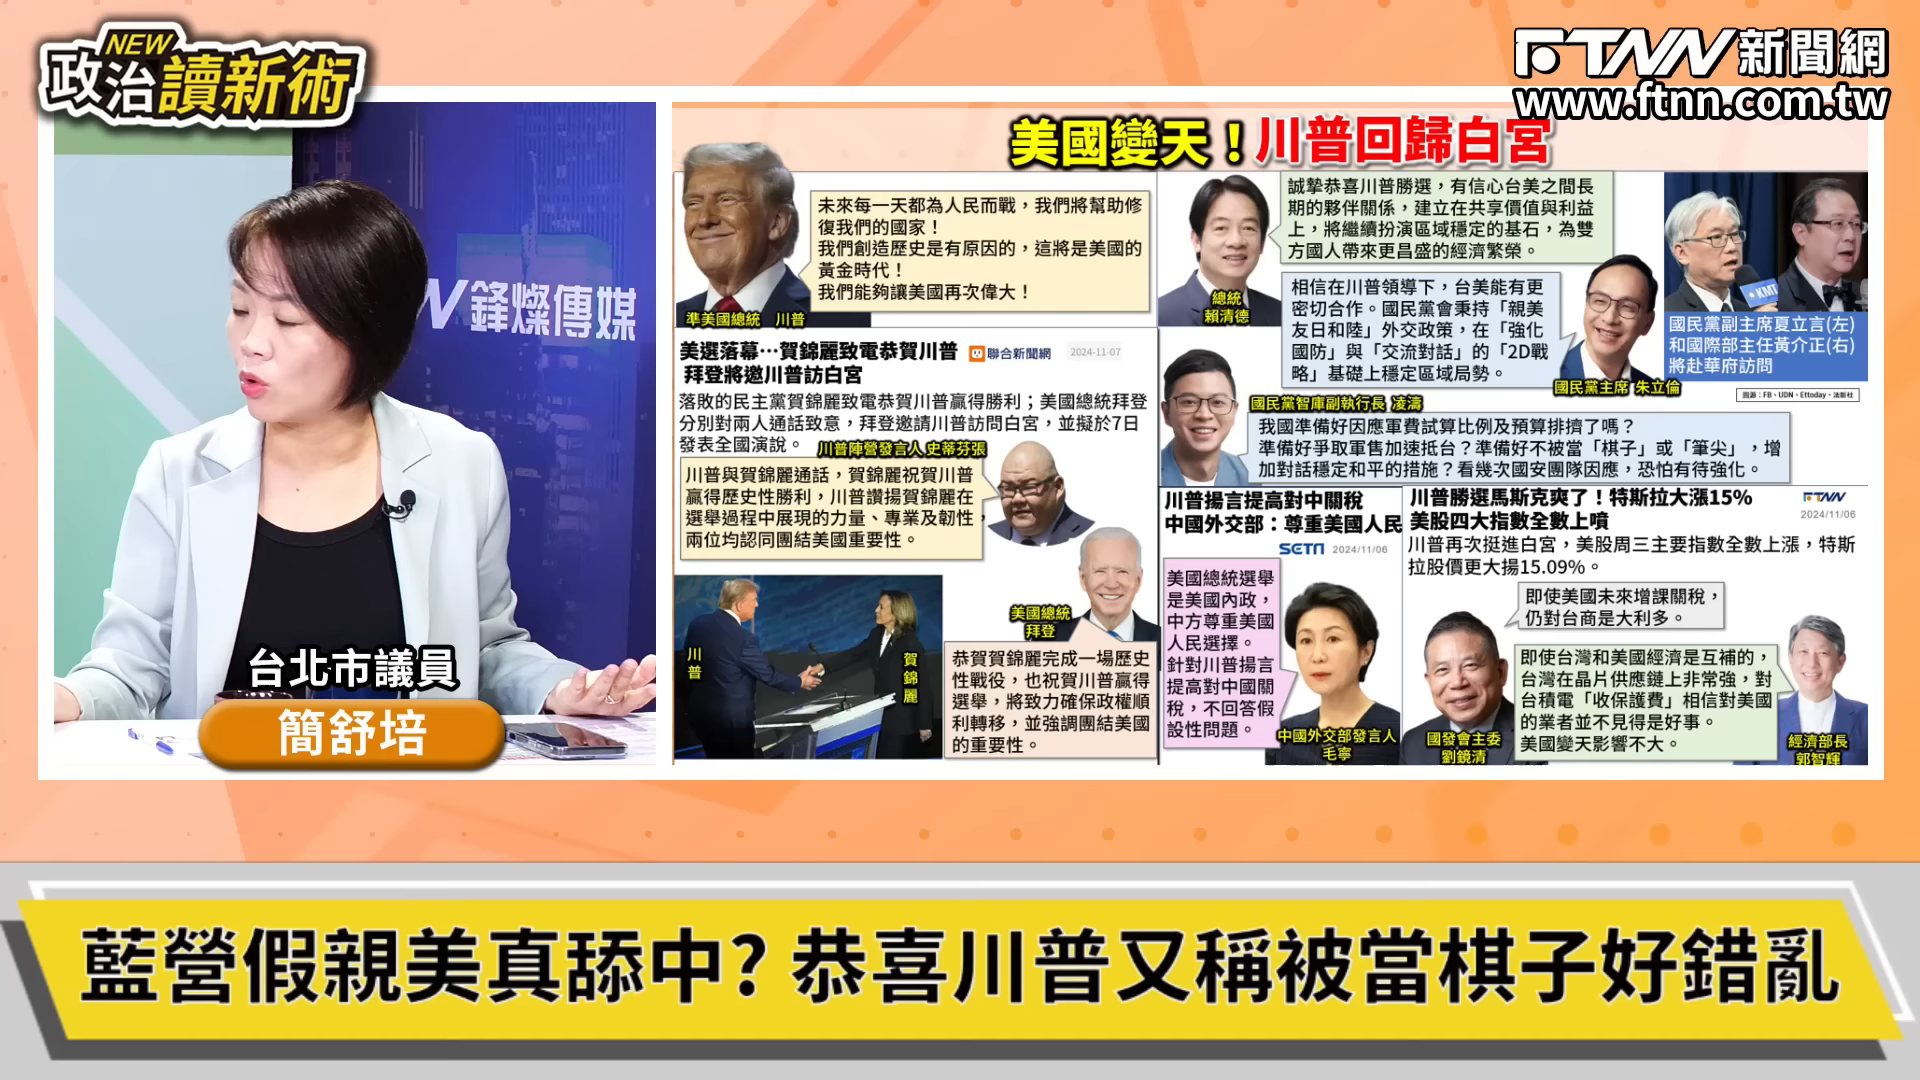 NEW
政治讀新術
FTNN新聞網
www.ftnn.com.tw
鋒燦傳媒
台北市議員
簡舒培
美國變天！川普回歸白宮
未來每一天都為人民而戰，我們將幫助修
復我們的國家！
我們創造歷史是有原因的，這將是美國的
黃金時代！
我們能夠讓美國再次偉大！
準美國總統 川普
美選落幕…賀錦麗致電恭賀川普
聯合新聞網
2024-11-07
拜登將邀川普訪白宮
落敗的民主黨賀錦麗致電恭賀川普贏得勝利；美國總統拜登
分別對兩人通話致意，拜登邀請川普訪問白宮，並擬於7日
發表全國演說。
川普陣營發言人 史蒂芬張
川普與賀錦麗通話，賀錦麗祝賀川普
贏得歷史性勝利，川普讚揚賀錦麗在
選舉過程中展現的力量、專業及韌性，
兩位均認同團結美國重要性。
川普
賀錦麗
美國總統
拜登
恭賀賀錦麗完成一場歷史
性戰役，也祝賀川普贏得
選舉，將致力確保政權順
利轉移，並強調團結美國
的重要性。
誠摯恭喜川普勝選，有信心台美之間長
期的夥伴關係，建立在共享價值與利益
上，將繼續扮演區域穩定的基石，為雙
方國人帶來更昌盛的經濟繁榮。
總統
賴清德
相信在川普領導下，台美能有更
密切合作。國民黨會秉持「親美
友日和陸」外交政策，在「強化
國防」與「交流對話」的「2D戰
略」基礎上穩定區域局勢。
國民黨主席 朱立倫
KMT
國民黨副主席夏立言(左)
和國際部主任黃介正(右)
將赴華府訪問
圖源：FB、UDN、Ettoday、法新社
國民黨智庫副執行長 凌濤
我國準備好因應軍費試算比例及預算排擠了嗎？
準備好爭取軍售加速抵台？準備好不被當「棋子」或「筆尖」，增
加對話穩定和平的措施？看幾次國安團隊因應，恐怕有待強化。
川普揚言提高對中關稅
中國外交部：尊重美國人民
SETN 2024/11/06
美國總統選舉
是美國內政，
中方尊重美國
人民選擇。
針對川普揚言
提高對中國關
稅，不回答假
設性問題。
中國外交部發言人
毛寧
川普勝選馬斯克爽了！特斯拉大漲15%
美股四大指數全數上噴
FTNN
2024/11/06
川普再次挺進白宮，美股周三主要指數全數上漲，特斯
拉股價更大揚15.09%。
即使美國未來增課關稅，
仍對台商是大利多。
國發會主委
劉鏡清
即使台灣和美國經濟是互補的，
台灣在晶片供應鏈上非常強，對
台積電「收保護費」相信對美國
的業者並不見得是好事。
美國變天影響不大。
經濟部長
郭智輝
藍營假親美真舔中？恭喜川普又稱被當棋子好錯亂